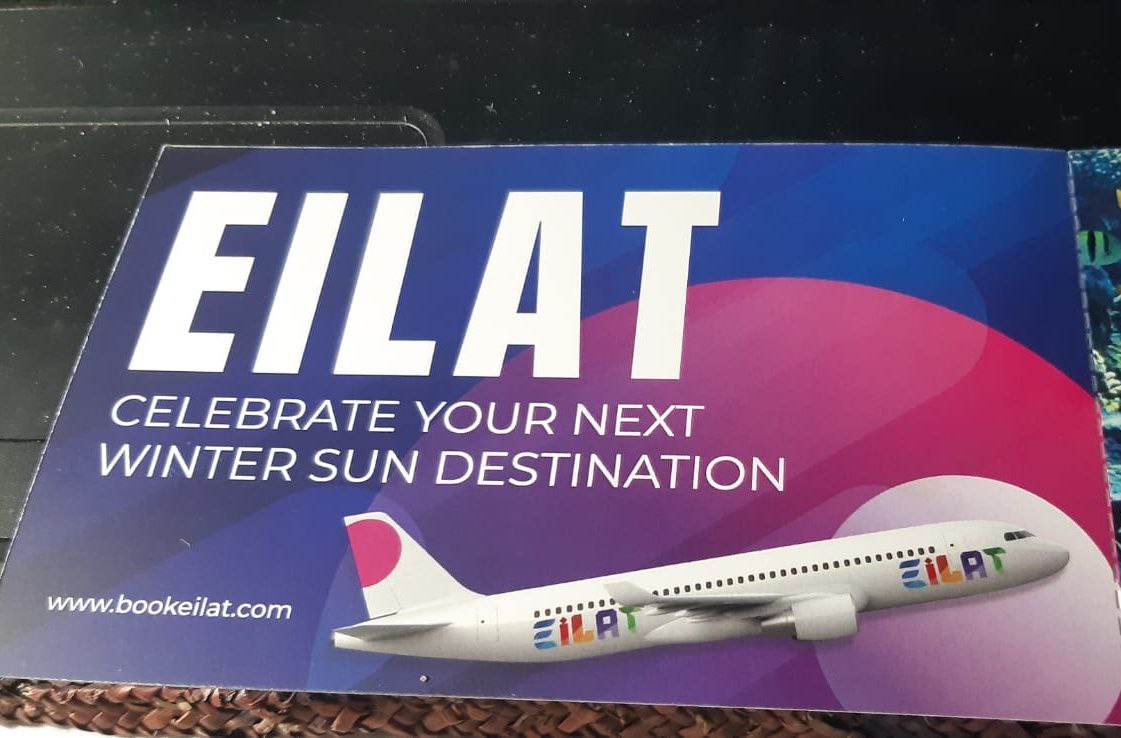 EILAT
CELEBRATE YOUR NEXT
WINTER SUN DESTINATION
EILAT
EILAT
www.bookeilat.com